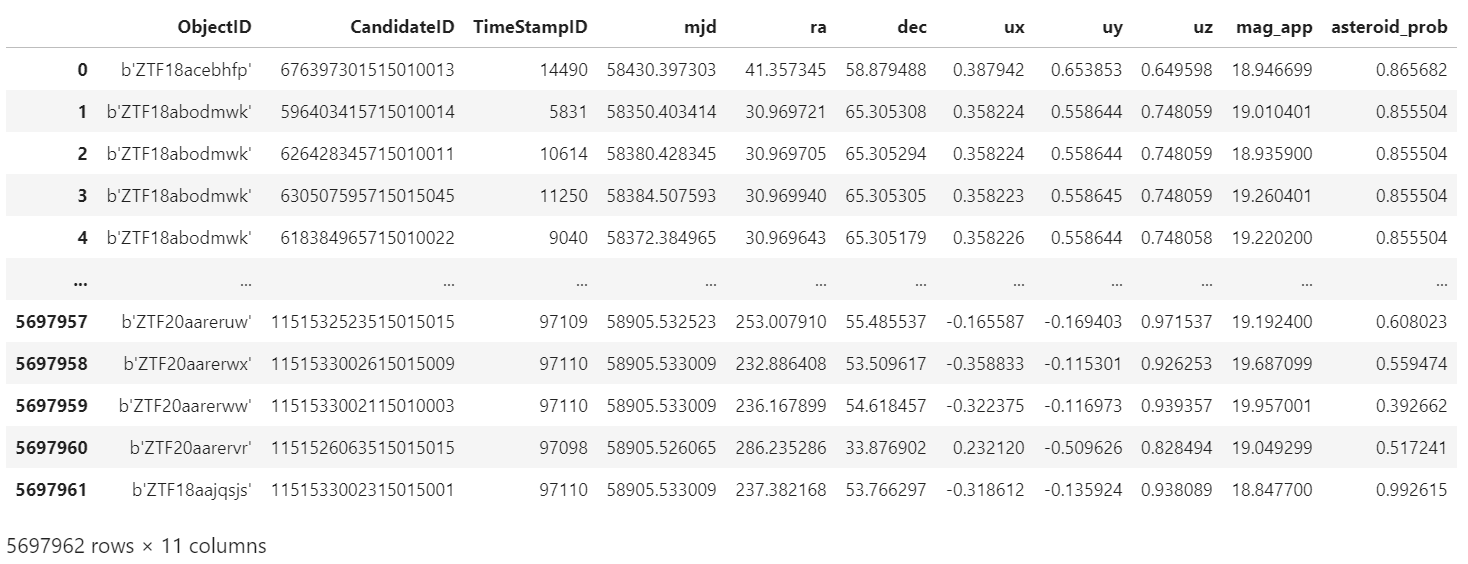 ObjectID CandidateID TimeStampID mjd ra dec ux uy uz mag_app asteroid_prob
0 b'ZTF18acebhfp' 676397301515010013 14490 58430.397303 41.357345 58.879488 0.387942 0.653853 0.649598 18.946699 0.865682
1 b'ZTF18abodmwk' 596403415715010014 5831 58350.403414 30.969721 65.305308 0.358224 0.558644 0.748059 19.010401 0.855504
2 b'ZTF18abodmwk' 626428345715010011 10614 58380.428345 30.969705 65.305294 0.358224 0.558644 0.748059 18.935900 0.855504
3 b'ZTF18abodmwk' 630507595715015045 11250 58384.507593 30.969940 65.305305 0.358223 0.558645 0.748059 19.260401 0.855504
4 b'ZTF18abodmwk' 618384965715010022 9040 58372.384965 30.969643 65.305179 0.358226 0.558644 0.748058 19.220200 0.855504
... ... ... ... ... ... ... ... ... ... ... ...
5697957 b'ZTF20aareruw' 1151532523515015015 97109 58905.532523 253.007910 55.485537 -0.165587 -0.169403 0.971537 19.192400 0.608023
5697958 b'ZTF20aarerwx' 1151533002615015009 97110 58905.533009 232.886408 53.509617 -0.358833 -0.115301 0.926253 19.687099 0.559474
5697959 b'ZTF20aarerww' 1151533002115010003 97110 58905.533009 236.167899 54.618457 -0.322375 -0.116973 0.939357 19.957001 0.392662
5697960 b'ZTF20aarervr' 1151526063515015015 97098 58905.526065 286.235286 33.876902 0.232120 -0.509626 0.828494 19.049299 0.517241
5697961 b'ZTF18aajqsjs' 1151533002315015001 97110 58905.533009 237.382168 53.766297 -0.318612 -0.135924 0.938089 18.847700 0.992615
5697962 rows × 11 columns